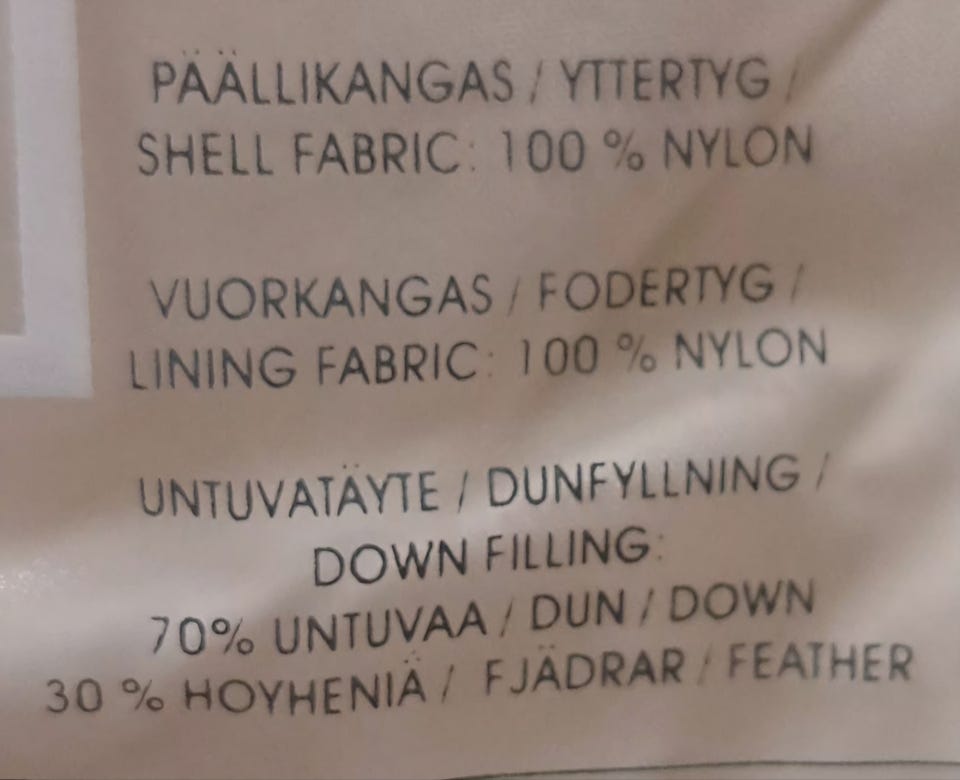 PÄÄLLIKANGAS / YTTERTYG /
SHELL FABRIC: 100 % NYLON
VUORKANGAS / FODERTYG /
LINING FABRIC: 100 % NYLON
UNTUVATÄYTE / DUNFYLLNING /
DOWN FILLING:
70% UNTUVAA / DUN / DOWN
30 % HOYHENIÄ / FJÄDRAR / FEATHER